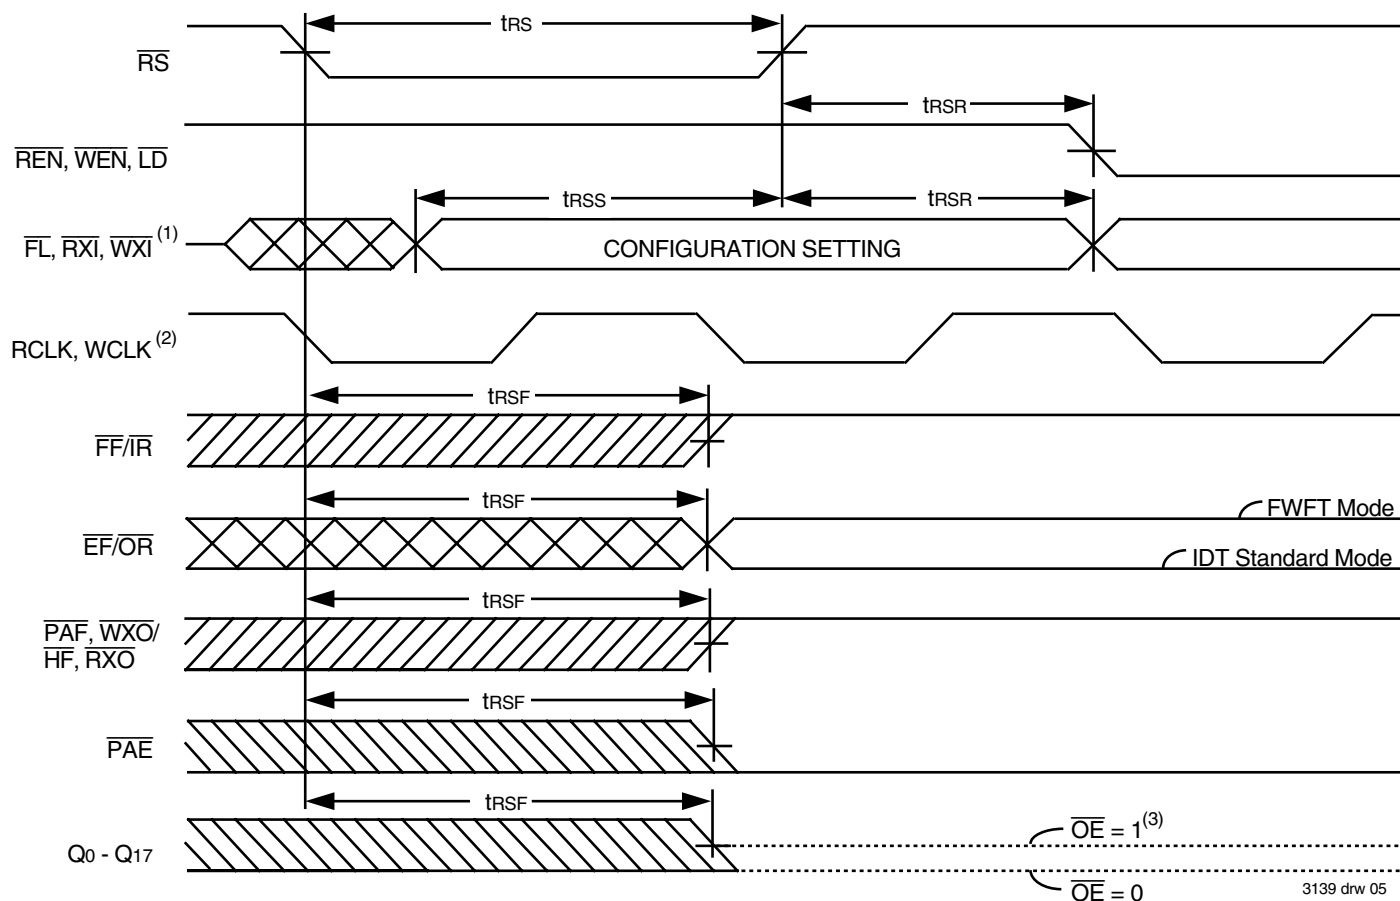 tRS
RS
tRSR
REN, WEN, LD
tRSS
tRSR
FL, RXI, WXI (1)
CONFIGURATION SETTING
RCLK, WCLK (2)
tRSF
FF/IR
tRSF
FWFT Mode
EF/OR
IDT Standard Mode
tRSF
PAF, WXO/
HF, RXO
tRSF
PAE
tRSF
OE = 1(3)
Q0 - Q17
OE = 0
3139 drw 05